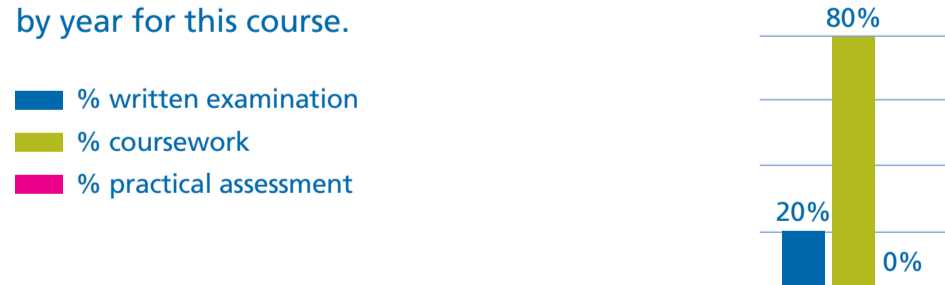 by year for this course.
% written examination
% coursework
% practical assessment
80%
20%
0%